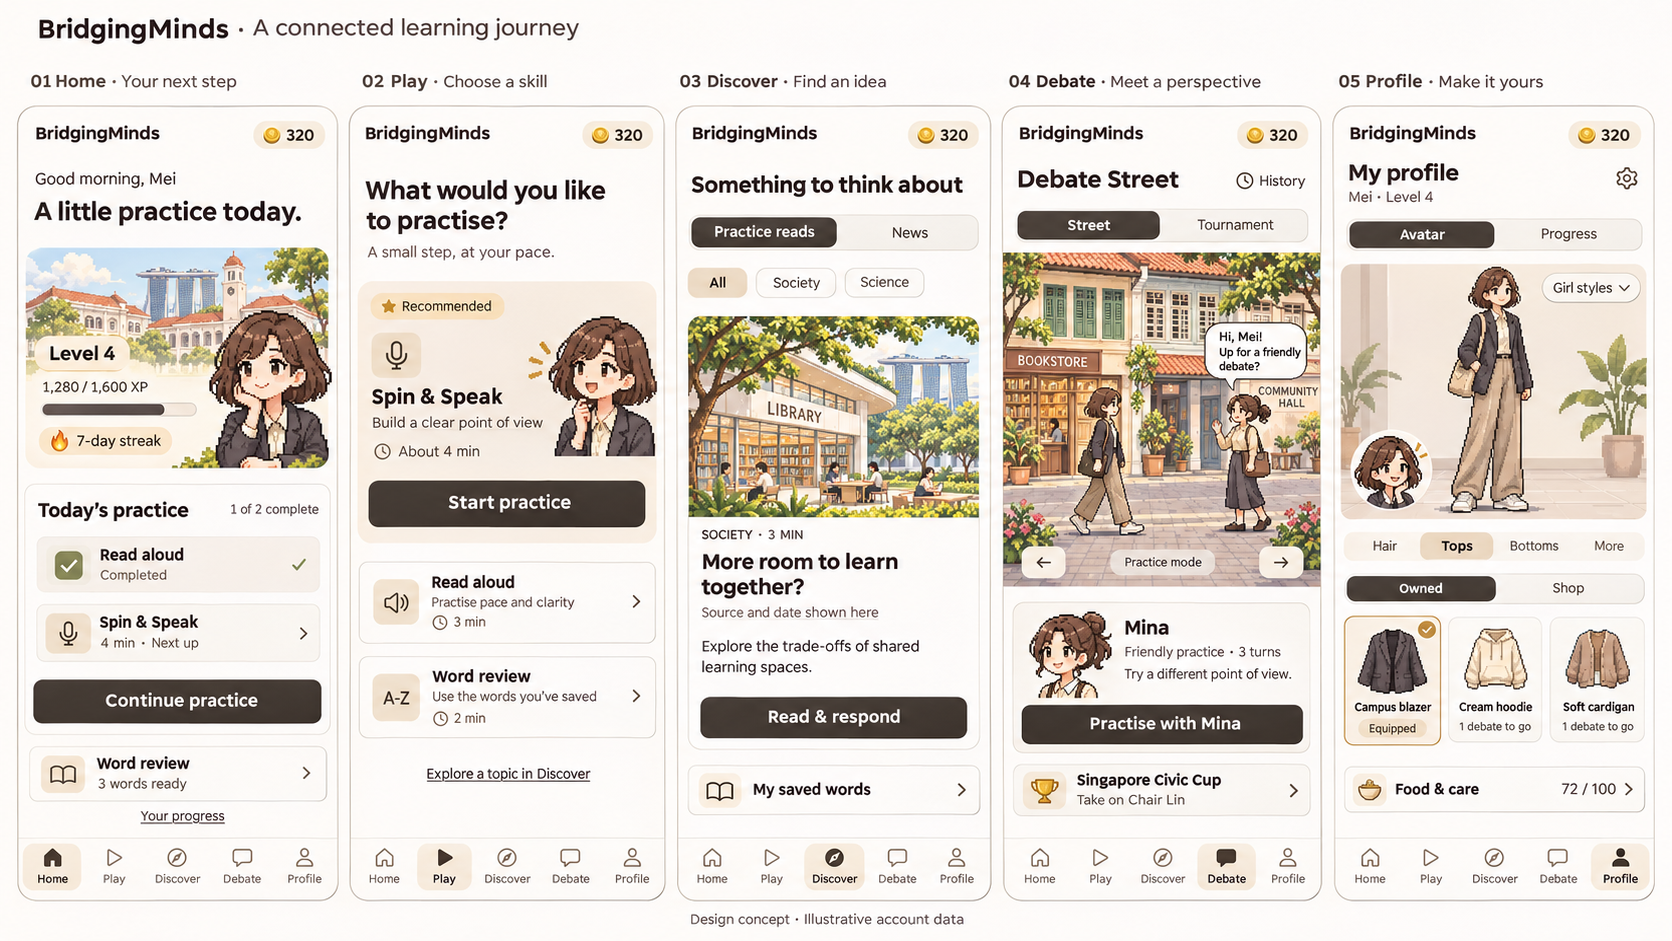 BridgingMinds · A connected learning journey
01 Home · Your next step
BridgingMinds
320
Good morning, Mei
A little practice today.
Level 4
1,280 / 1,600 XP
7-day streak
Today's practice
1 of 2 complete
Read aloud
Completed
Spin & Speak
4 min · Next up
Continue practice
Word review
3 words ready
Your progress
Home
Play
Discover
Debate
Profile
02 Play · Choose a skill
BridgingMinds
320
What would you like
to practise?
A small step, at your pace.
Recommended
Spin & Speak
Build a clear point of view
About 4 min
Start practice
Read aloud
Practise pace and clarity
3 min
A-Z
Word review
Use the words you've saved
2 min
Explore a topic in Discover
Home
Play
Discover
Debate
Profile
03 Discover · Find an idea
BridgingMinds
320
Something to think about
Practice reads
News
All
Society
Science
LIBRARY
SOCIETY · 3 MIN
More room to learn
together?
Source and date shown here
Explore the trade-offs of shared
learning spaces.
Read & respond
My saved words
Home
Play
Discover
Debate
Profile
04 Debate · Meet a perspective
BridgingMinds
320
Debate Street
History
Street
Tournament
Hi, Mei!
Up for a friendly
debate?
BOOKSTORE
COMMUNITY
HALL
Practice mode
Mina
Friendly practice · 3 turns
Try a different point of view.
Practise with Mina
Singapore Civic Cup
Take on Chair Lin
Home
Play
Discover
Debate
Profile
05 Profile · Make it yours
BridgingMinds
320
My profile
Mei · Level 4
Avatar
Progress
Girl styles
Hair
Tops
Bottoms
More
Owned
Shop
Campus blazer
Equipped
Cream hoodie
1 debate to go
Soft cardigan
1 debate to go
Food & care
72 / 100
Home
Play
Discover
Debate
Profile
Design concept · Illustrative account data